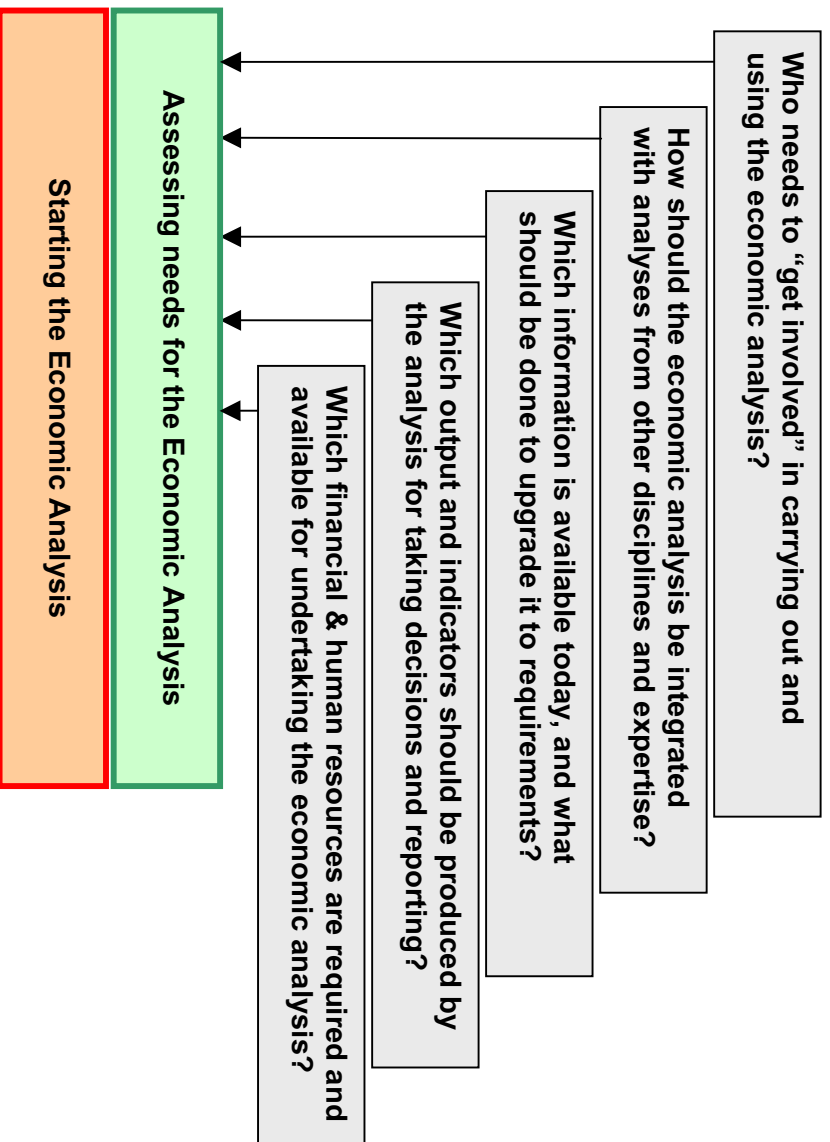 Who needs to “get involved” in carrying out and
using the economic analysis?
How should the economic analysis be integrated
with analyses from other disciplines and expertise?
Which information is available today, and what
should be done to upgrade it to requirements?
Which output and indicators should be produced by
the analysis for taking decisions and reporting?
Which financial & human resources are required and
available for undertaking the economic analysis?
Assessing needs for the Economic Analysis
Starting the Economic Analysis